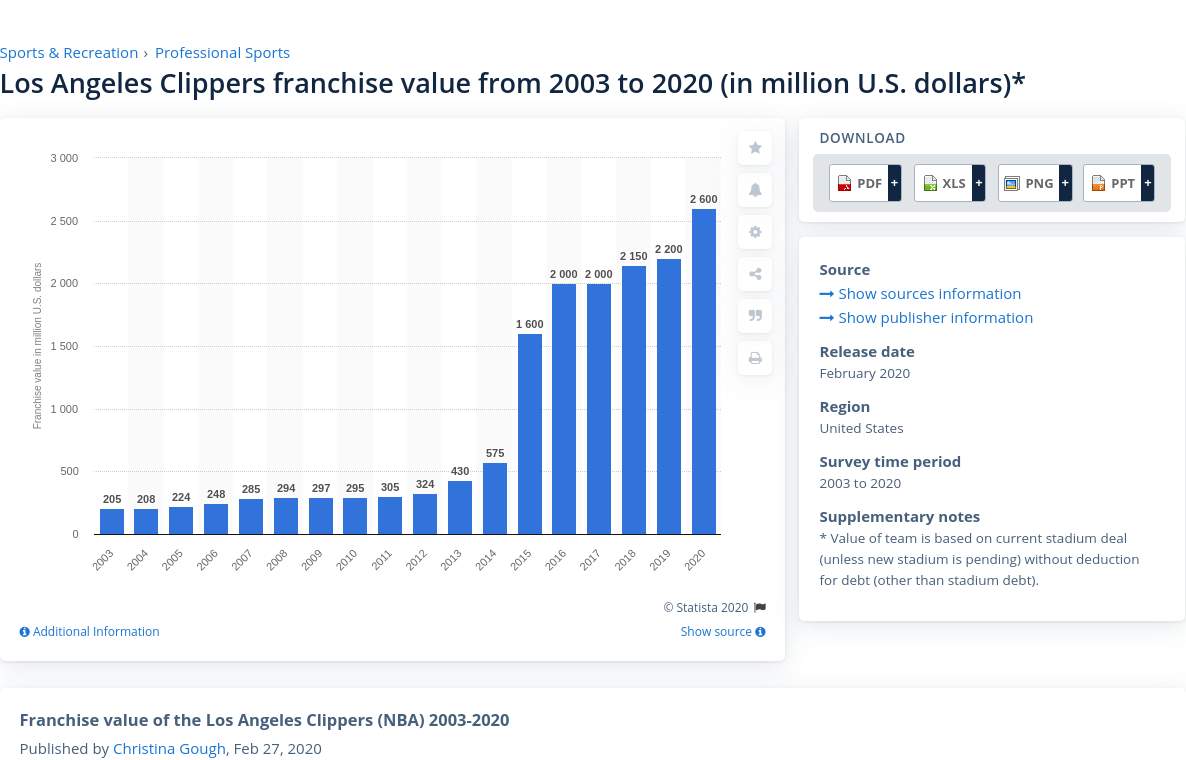 Sports & Recreation › Professional Sports
Los Angeles Clippers franchise value from 2003 to 2020 (in million U.S. dollars)*
Franchise value in million U.S. dollars
3 000
2 500
2 000
1 500
1 000
500
0
205 208 224 248 285 294 297 295 305 324 430 575 1 600 2 000 2 000 2 150 2 200 2 600
2003 2004 2005 2006 2007 2008 2009 2010 2011 2012 2013 2014 2015 2016 2017 2018 2019 2020
© Statista 2020
Additional Information
Show source
DOWNLOAD
PDF + XLS + PNG + PPT +
Source
Show sources information
Show publisher information
Release date
February 2020
Region
United States
Survey time period
2003 to 2020
Supplementary notes
* Value of team is based on current stadium deal
(unless new stadium is pending) without deduction
for debt (other than stadium debt).
Franchise value of the Los Angeles Clippers (NBA) 2003-2020
Published by Christina Gough, Feb 27, 2020